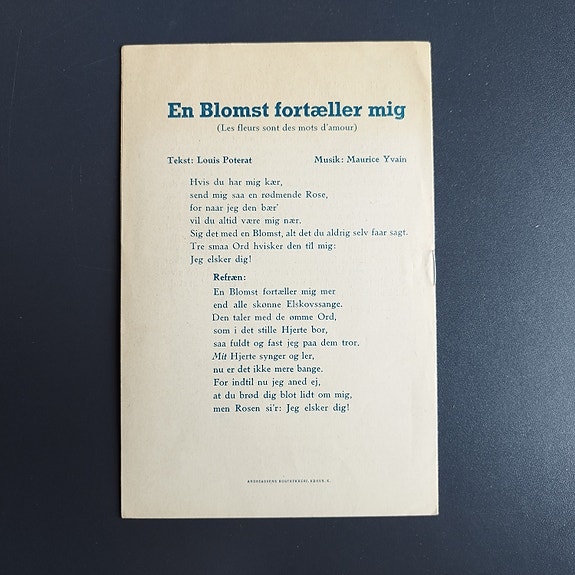 En Blomst fortæller mig
(Les fleurs sont des mots d'amour)
Tekst: Louis Poterat Musik: Maurice Yvain
Hvis du har mig kær,
send mig saa en rødmende Rose,
for naar jeg den bær'
vil du altid være mig nær.
Sig det med en Blomst, alt det du aldrig selv faar sagt.
Tre smaa Ord hvisker den til mig:
Jeg elsker dig!
Refræn:
En Blomst fortæller mig mer
end alle skønne Elskovssange.
Den taler med de ømme Ord,
som i det stille Hjerte bor,
saa fuldt og fast jeg paa dem tror.
Mit Hjerte synger og ler,
nu er det ikke mere bange.
For indtil nu jeg aned ej,
at du brød dig blot lidt om mig,
men Rosen si'r: Jeg elsker dig!